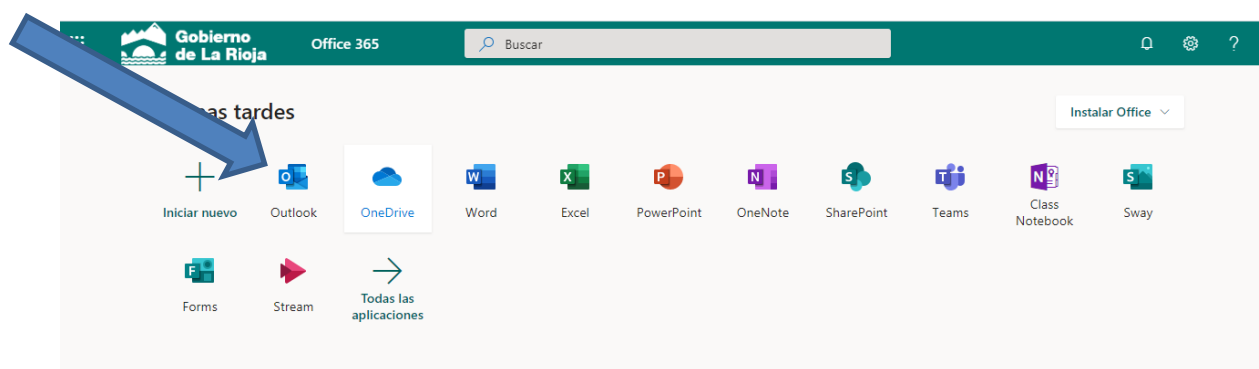 Gobierno
de La Rioja
Office 365
Buscar
tardes
Instalar Office
Iniciar nuevo
Outlook
OneDrive
Word
Excel
PowerPoint
OneNote
SharePoint
Teams
Class
Notebook
Sway
Forms
Stream
Todas las
aplicaciones